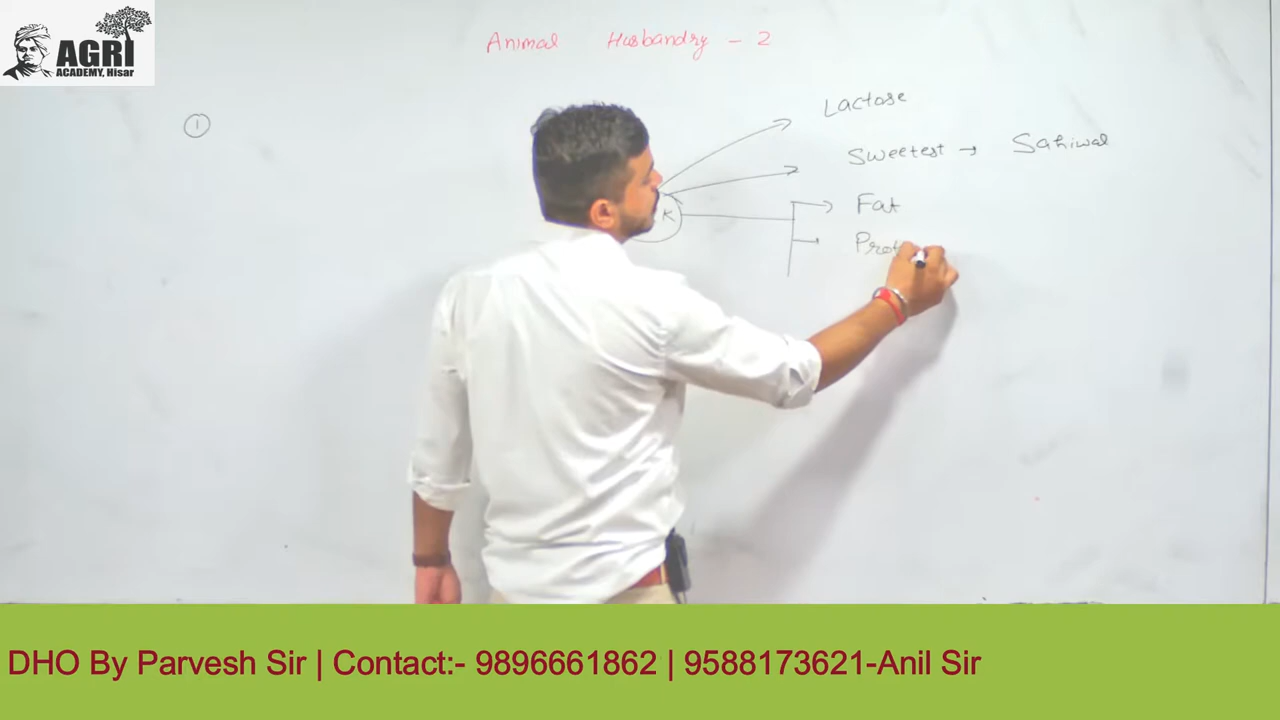 AGRI
ACADEMY, Hisar
Animal Husbandry - 2
1
Lactose
Sweetest → Sahiwal
K
Fat
DHO By Parvesh Sir | Contact:- 9896661862 | 9588173621-Anil Sir